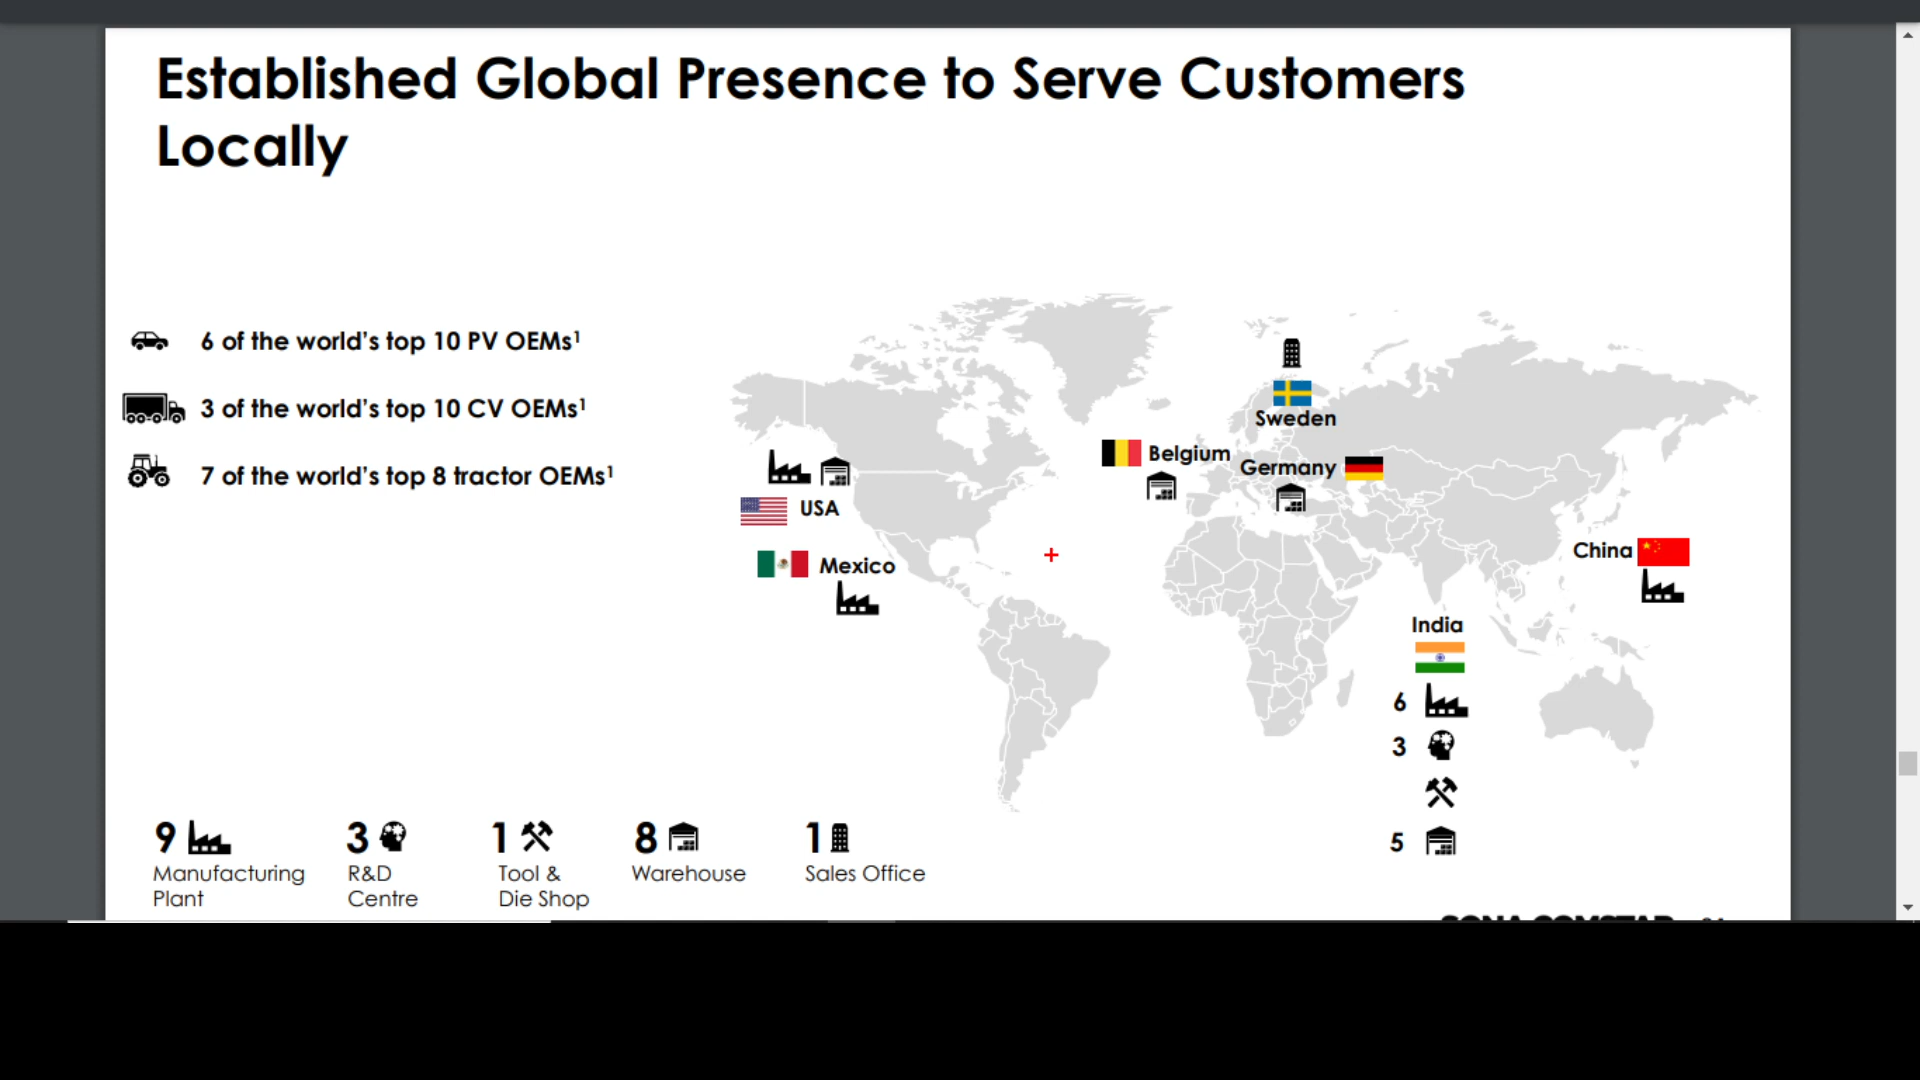 Established Global Presence to Serve Customers
Locally
6 of the world's top 10 PV OEMs¹
3 of the world's top 10 CV OEMs¹
7 of the world's top 8 tractor OEMs¹
Sweden
Belgium
Germany
USA
Mexico
China
India
6
3
5
9
Manufacturing
Plant
3
R&D
Centre
1
Tool &
Die Shop
8
Warehouse
1
Sales Office
SONA COMSTAR